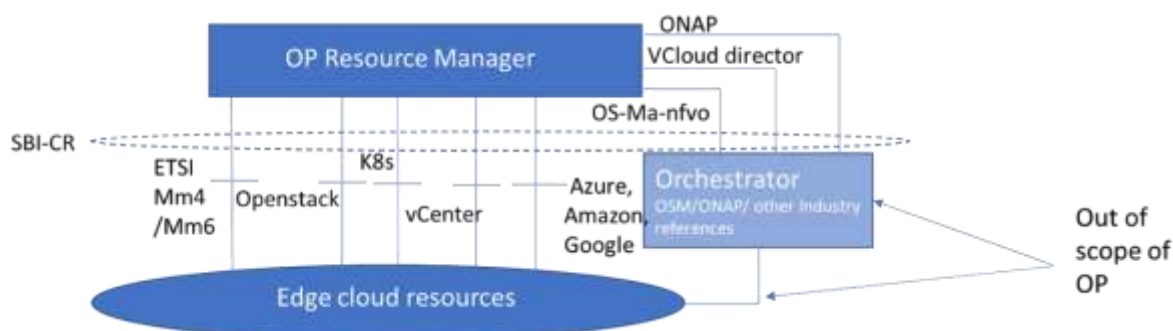 ONAP
OP Resource Manager
VCloud director
OS-Ma-nfvo
SBI-CR
ETSI
Mm4
/Mm6
Openstack
K8s
vCenter
Azure,
Amazon,
Google
Orchestrator
OSM/ONAP/ other Industry
references
Out of
scope of
OP
Edge cloud resources